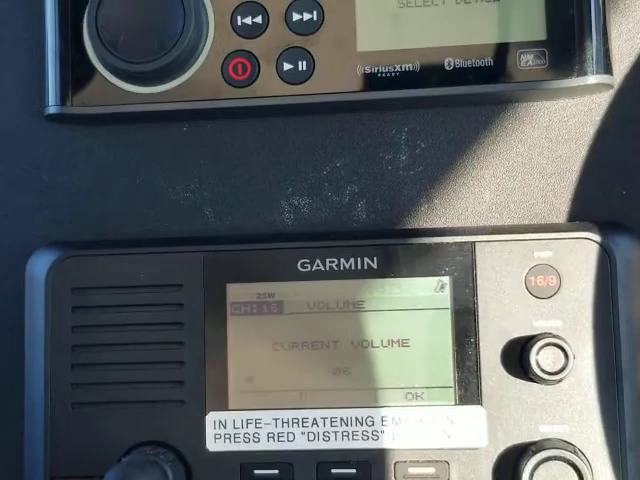 SELECT DEVICE
((SiriusXM))
READY
Bluetooth
GARMIN
25W
CH:16 VOLUME
CURRENT VOLUME
06
OK
16/9
IN LIFE-THREATENING
PRESS RED "DISTRESS"